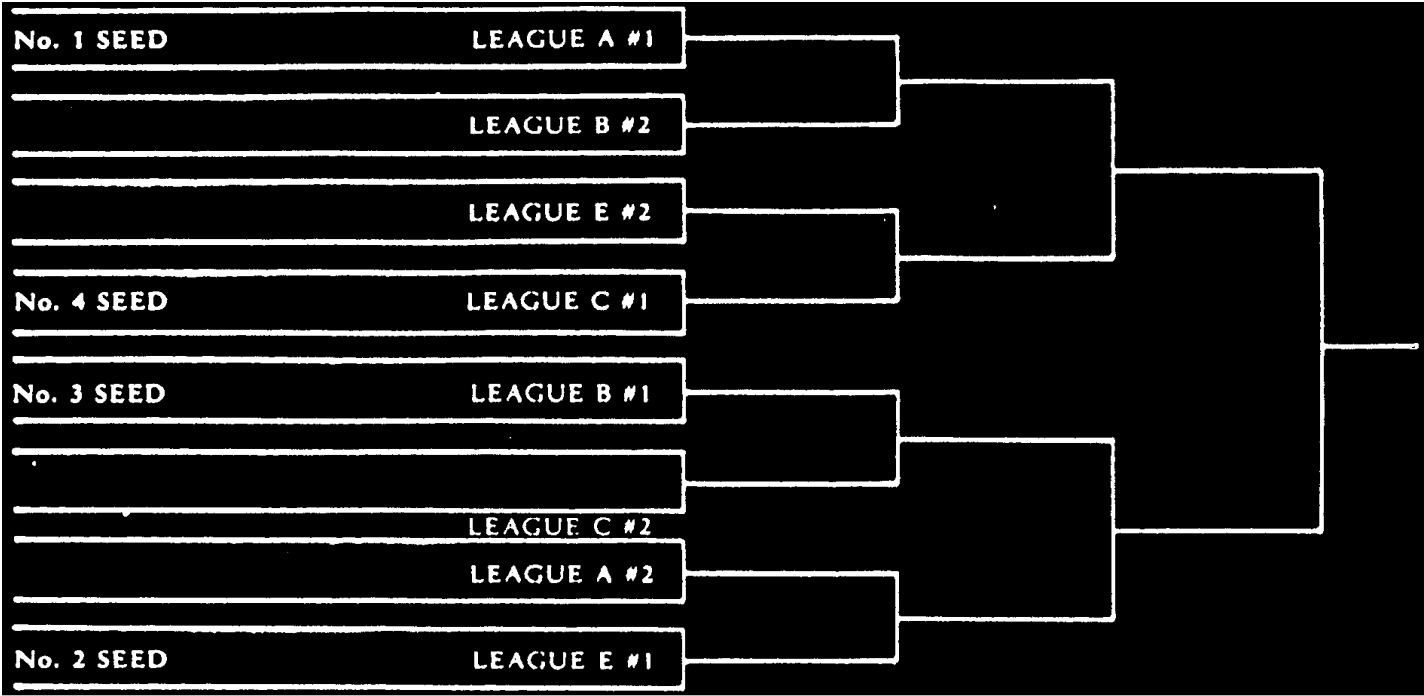 No. 1 SEED LEAGUE A #1
LEAGUE B #2
LEAGUE E #2
No. 4 SEED LEAGUE C #1
No. 3 SEED LEAGUE B #1
LEAGUE C #2
LEAGUE A #2
No. 2 SEED LEAGUE E #1